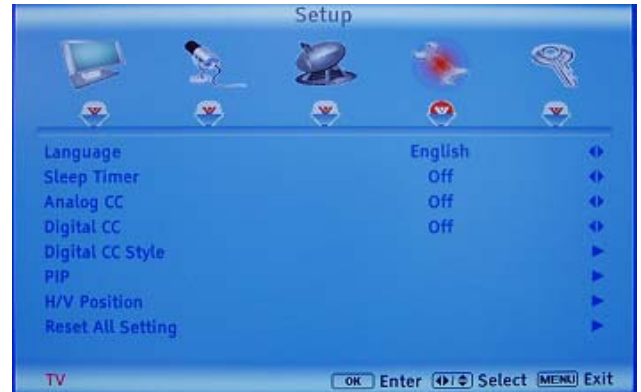 Setup
Language English
Sleep Timer Off
Analog CC Off
Digital CC Off
Digital CC Style
PIP
H/V Position
Reset All Setting
TV OK Enter Select MENU Exit